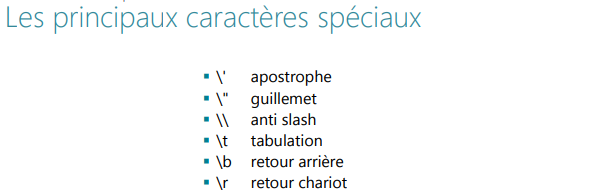 Les principaux caractères spéciaux
▪ \' apostrophe
▪ \" guillemet
▪ \\ anti slash
▪ \t tabulation
▪ \b retour arrière
▪ \r retour chariot